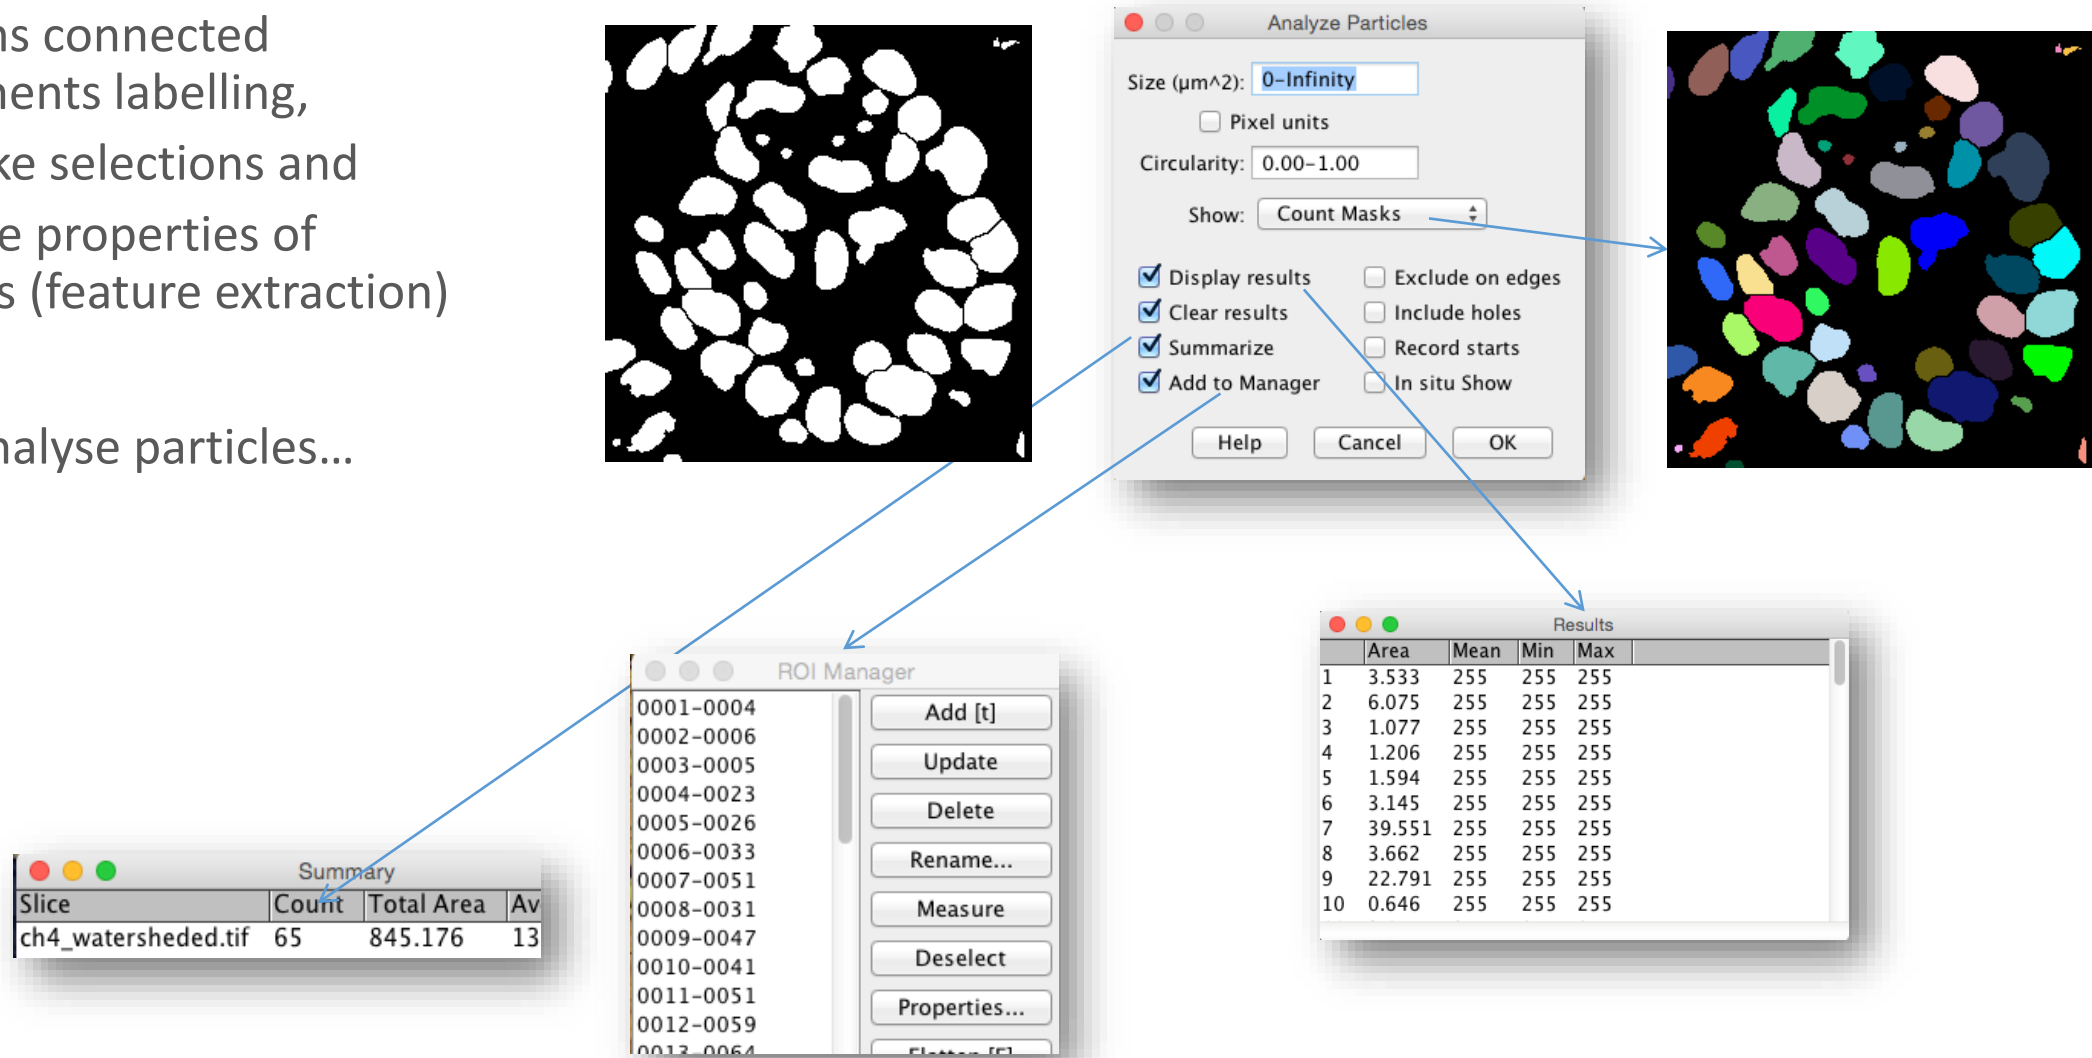 ns connected
nents labelling,
ke selections and
e properties of
s (feature extraction)
nalyse particles...
Analyze Particles
Size (µm^2): 0-Infinity
Pixel units
Circularity: 0.00-1.00
Show: Count Masks
Display results Exclude on edges
Clear results Include holes
Summarize Record starts
Add to Manager In situ Show
Help Cancel OK
Summary
Slice Count Total Area Av
ch4_watersheded.tif 65 845.176 13
ROI Manager
0001-0004
0002-0006
0003-0005
0004-0023
0005-0026
0006-0033
0007-0051
0008-0031
0009-0047
0010-0041
0011-0051
0012-0059
0013-0064
Add [t]
Update
Delete
Rename...
Measure
Deselect
Properties...
Flatten [F]
Results
Area Mean Min Max
1 3.533 255 255 255
2 6.075 255 255 255
3 1.077 255 255 255
4 1.206 255 255 255
5 1.594 255 255 255
6 3.145 255 255 255
7 39.551 255 255 255
8 3.662 255 255 255
9 22.791 255 255 255
10 0.646 255 255 255